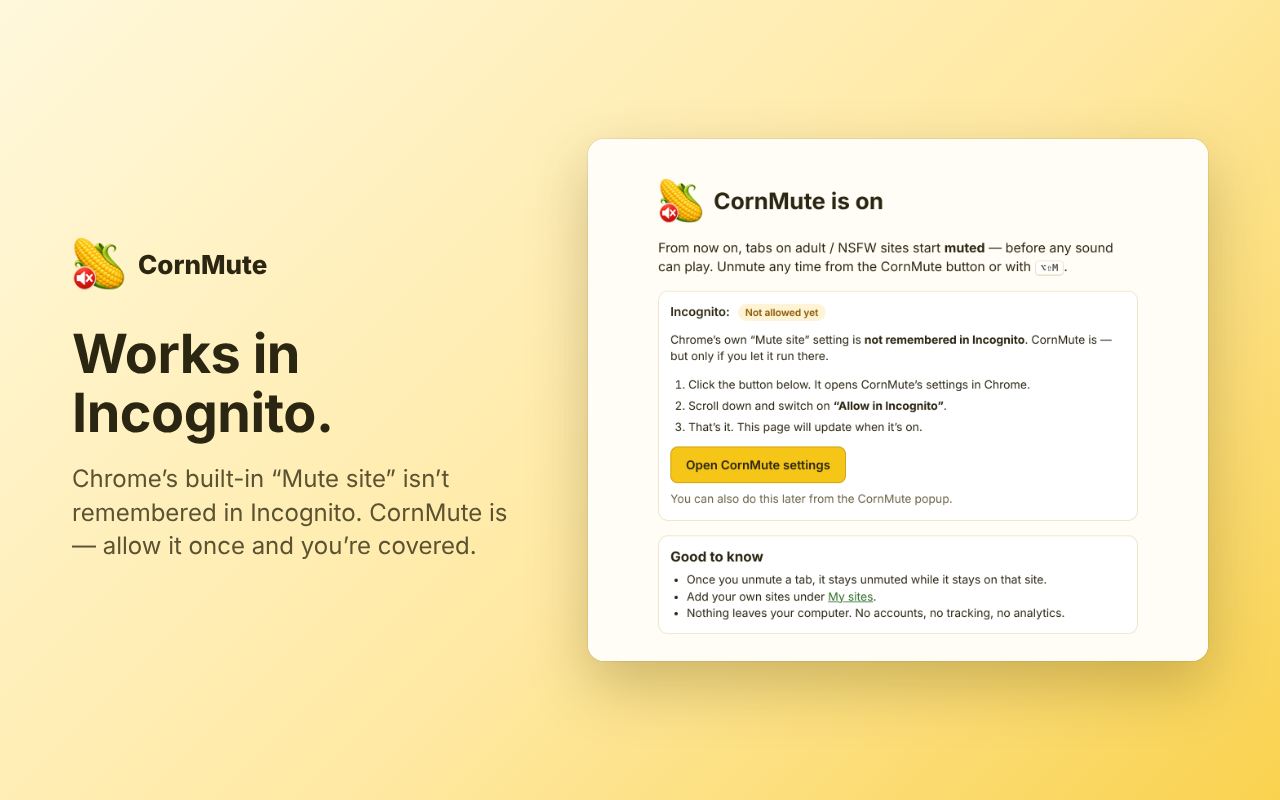 CornMute
Works in
Incognito.
Chrome’s built-in “Mute site” isn’t
remembered in Incognito. CornMute is
— allow it once and you’re covered.
CornMute is on
From now on, tabs on adult / NSFW sites start muted — before any sound
can play. Unmute any time from the CornMute button or with ⌥⇧M.
Incognito: Not allowed yet
Chrome’s own “Mute site” setting is not remembered in Incognito. CornMute is —
but only if you let it run there.
1. Click the button below. It opens CornMute’s settings in Chrome.
2. Scroll down and switch on “Allow in Incognito”.
3. That’s it. This page will update when it’s on.
Open CornMute settings
You can also do this later from the CornMute popup.
Good to know
• Once you unmute a tab, it stays unmuted while it stays on that site.
• Add your own sites under My sites.
• Nothing leaves your computer. No accounts, no tracking, no analytics.